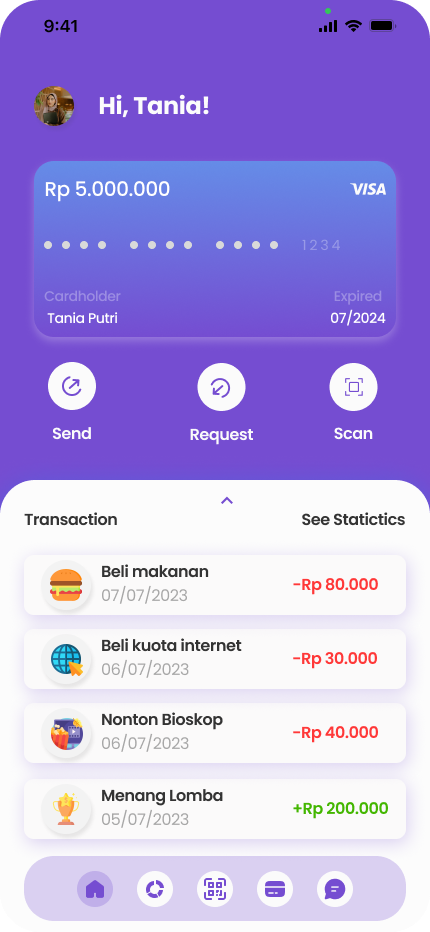 9:41
Hi, Tania!
Rp 5.000.000
VISA
1234
Cardholder
Expired
Tania Putri
07/2024
Send
Request
Scan
Transaction
See Statictics
Beli makanan
07/07/2023
-Rp 80.000
Beli kuota internet
06/07/2023
-Rp 30.000
Nonton Bioskop
06/07/2023
-Rp 40.000
Menang Lomba
05/07/2023
+Rp 200.000